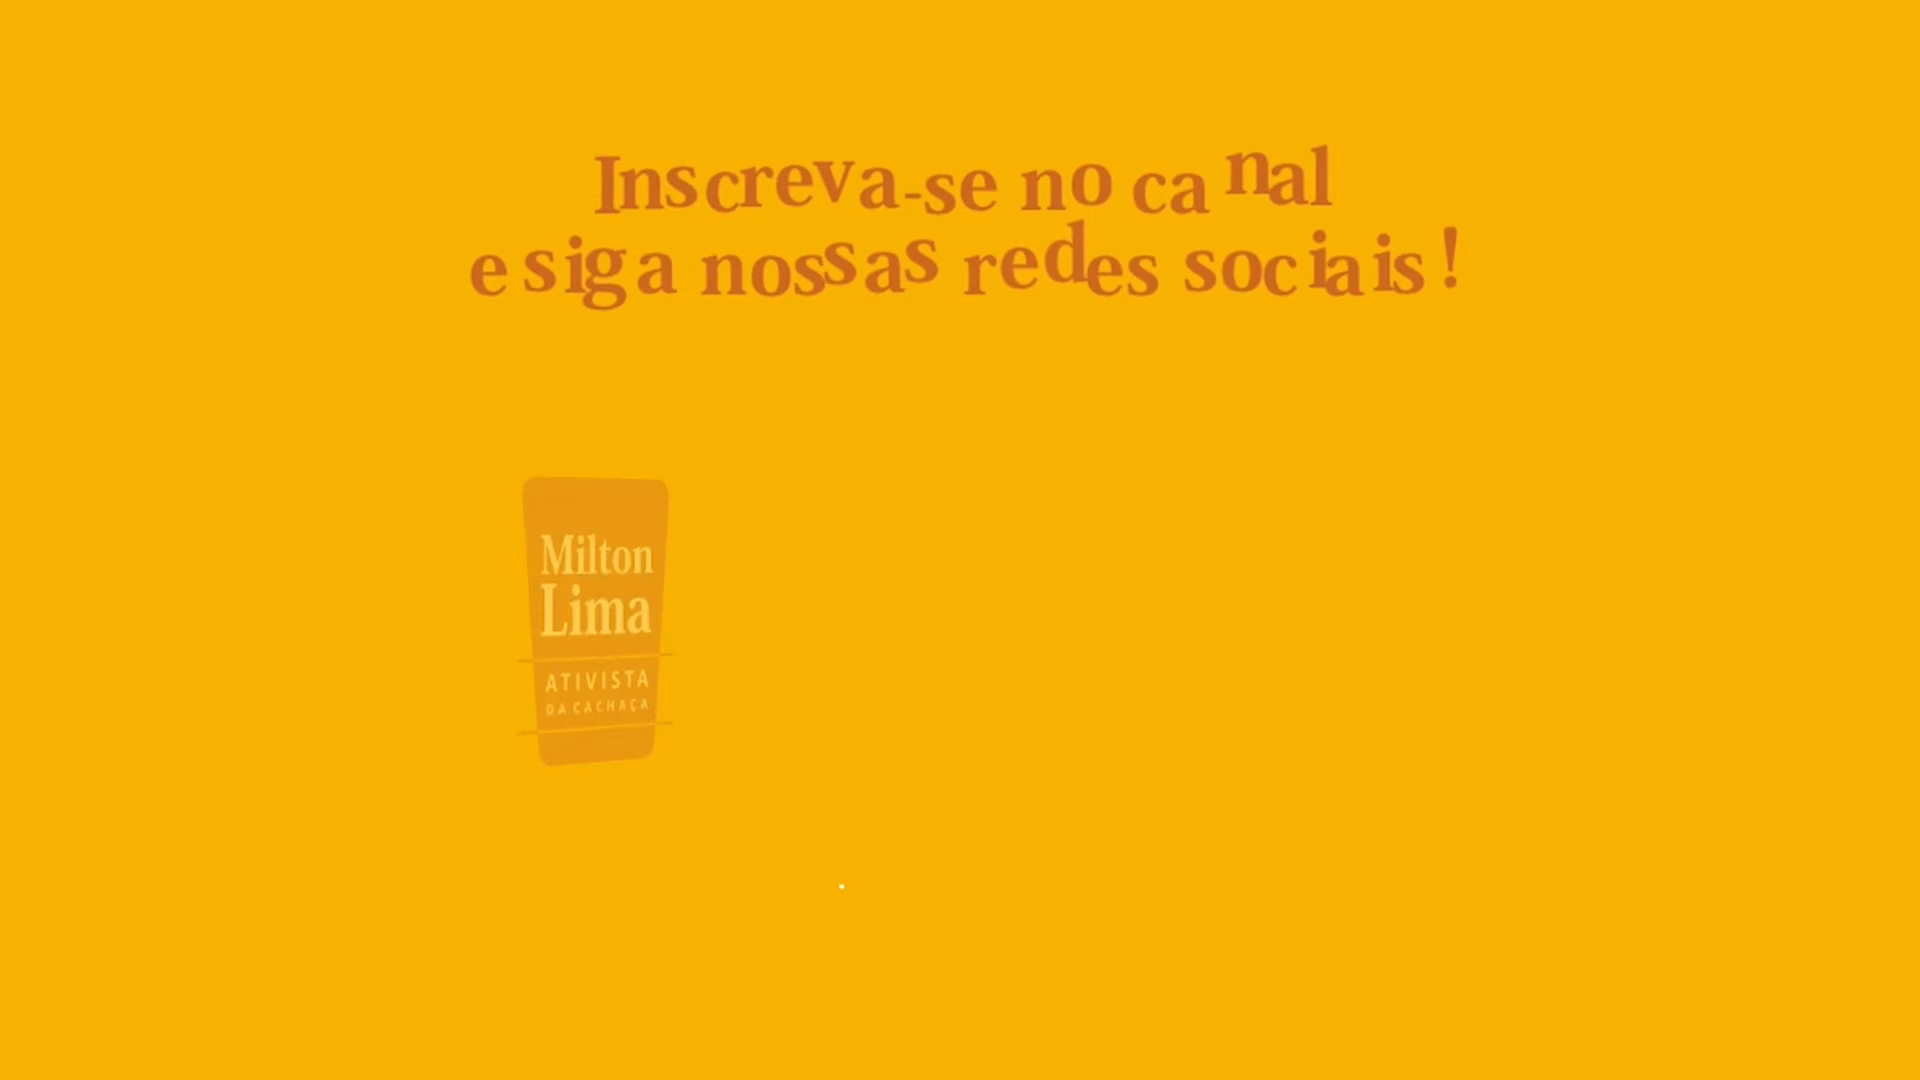 Inscreva-se no canal
e siga nossas redes sociais!
Milton
Lima
ATIVISTA
DA CACHAÇA